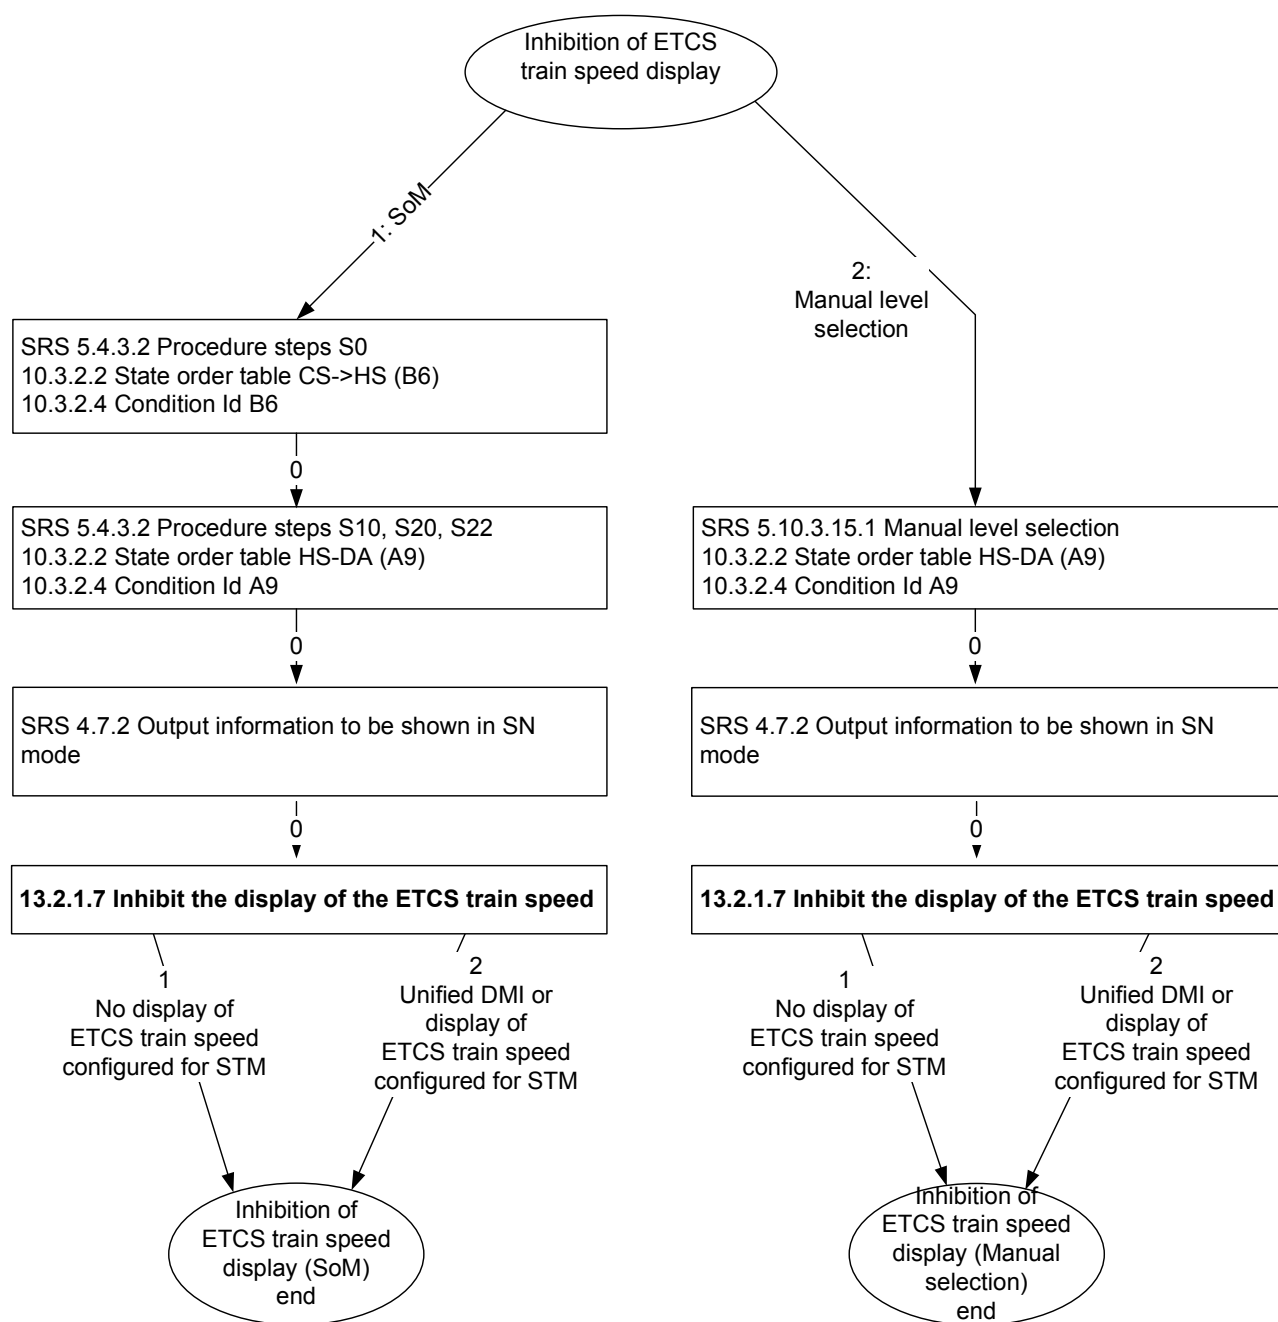 Inhibition of ETCS
train speed display
1: SoM
2:
Manual level
selection
SRS 5.4.3.2 Procedure steps S0
10.3.2.2 State order table CS->HS (B6)
10.3.2.4 Condition Id B6
0
SRS 5.4.3.2 Procedure steps S10, S20, S22
10.3.2.2 State order table HS-DA (A9)
10.3.2.4 Condition Id A9
SRS 5.10.3.15.1 Manual level selection
10.3.2.2 State order table HS-DA (A9)
10.3.2.4 Condition Id A9
0
0
SRS 4.7.2 Output information to be shown in SN
mode
SRS 4.7.2 Output information to be shown in SN
mode
0
0
13.2.1.7 Inhibit the display of the ETCS train speed
13.2.1.7 Inhibit the display of the ETCS train speed
1
No display of
ETCS train speed
configured for STM
2
Unified DMI or
display of
ETCS train speed
configured for STM
1
No display of
ETCS train speed
configured for STM
2
Unified DMI or
display of
ETCS train speed
configured for STM
Inhibition of
ETCS train speed
display (SoM)
end
Inhibition of
ETCS train speed
display (Manual
selection)
end